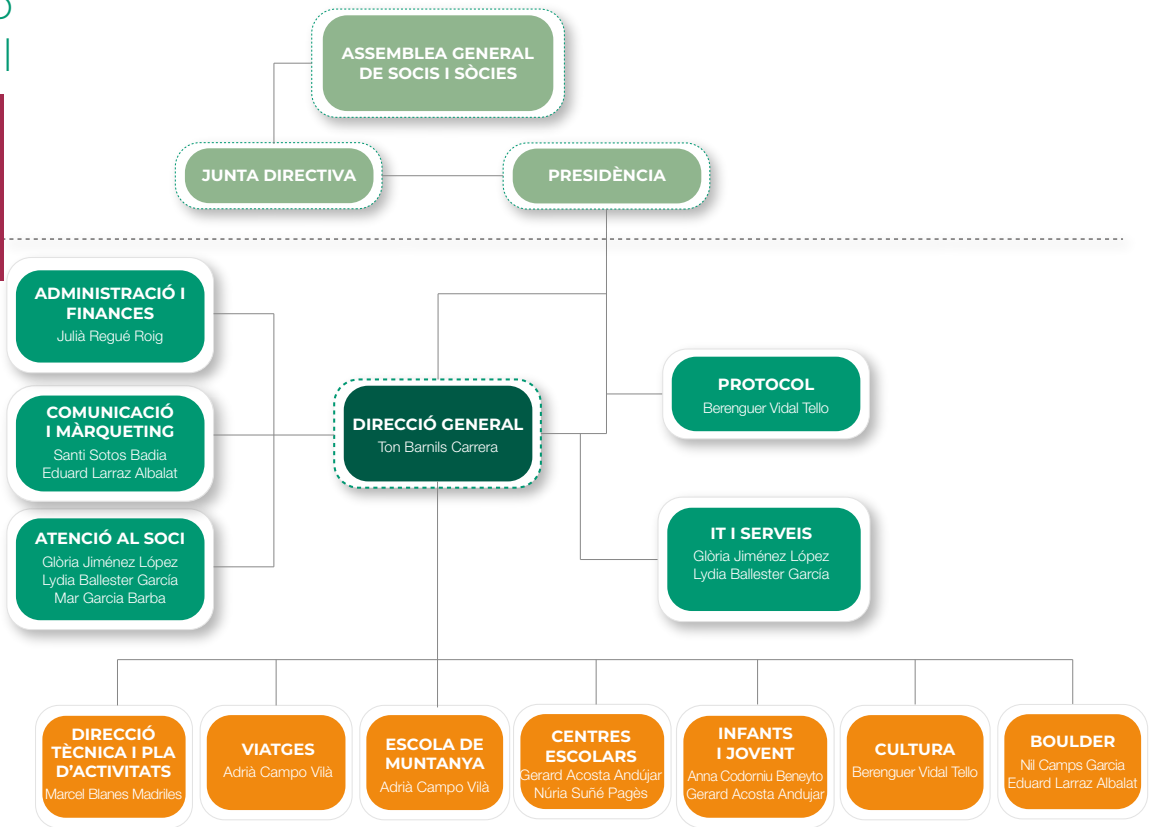 ASSEMBLEA GENERAL
DE SOCIS I SÒCIES
JUNTA DIRECTIVA
PRESIDÈNCIA
ADMINISTRACIÓ I
FINANCES
Julià Regué Roig
COMUNICACIÓ
I MÀRQUETING
Santi Sotos Badia
Eduard Larraz Albalat
ATENCIÓ AL SOCI
Glòria Jiménez López
Lydia Ballester García
Mar Garcia Barba
DIRECCIÓ GENERAL
Ton Barnils Carrera
PROTOCOL
Berenguer Vidal Tello
IT I SERVEIS
Glòria Jiménez López
Lydia Ballester García
DIRECCIÓ
TÈCNICA I PLA
D'ACTIVITATS
Marcel Blanes Madriles
VIATGES
Adrià Campo Vilà
ESCOLA DE
MUNTANYA
Adrià Campo Vilà
CENTRES
ESCOLARS
Gerard Acosta Andújar
Núria Suñé Pagès
INFANTS
I JOVENT
Anna Codorniu Beneyto
Gerard Acosta Andujar
CULTURA
Berenguer Vidal Tello
BOULDER
Nil Camps Garcia
Eduard Larraz Albalat